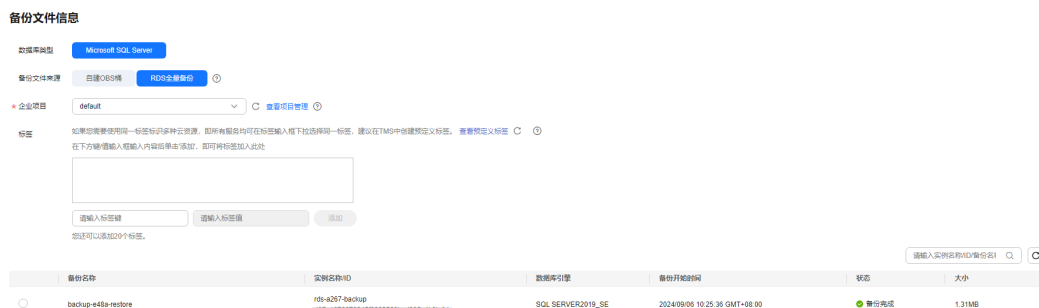 备份文件信息
数据库类型 Microsoft SQL Server
备份文件来源 自建OBS桶 RDS全量备份
* 企业项目 default 查看项目管理
标签 如果您需要使用同一标签标识多种云资源，即所有服务均可在标签输入框下拉选择同一标签，建议在TMS中创建预定义标签。 查看预定义标签
在下方键/值输入框输入内容后单击'添加'，即可将标签加入此处
请输入标签键 请输入标签值 添加
您还可以添加20个标签。
请输入实例名称/ID/备份名
备份名称 实例名称/ID 数据库引擎 备份开始时间 状态 大小
backup-e48a-restore rds-a267-backup SQL SERVER2019_SE 2024/09/06 10:25:36 GMT+08:00 备份完成 1.31MB